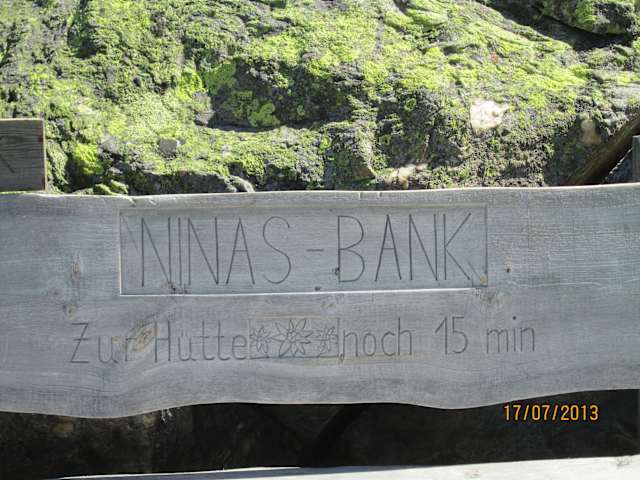 NINAS-BANK
Zur Hütte noch 15 min
17/07/2013